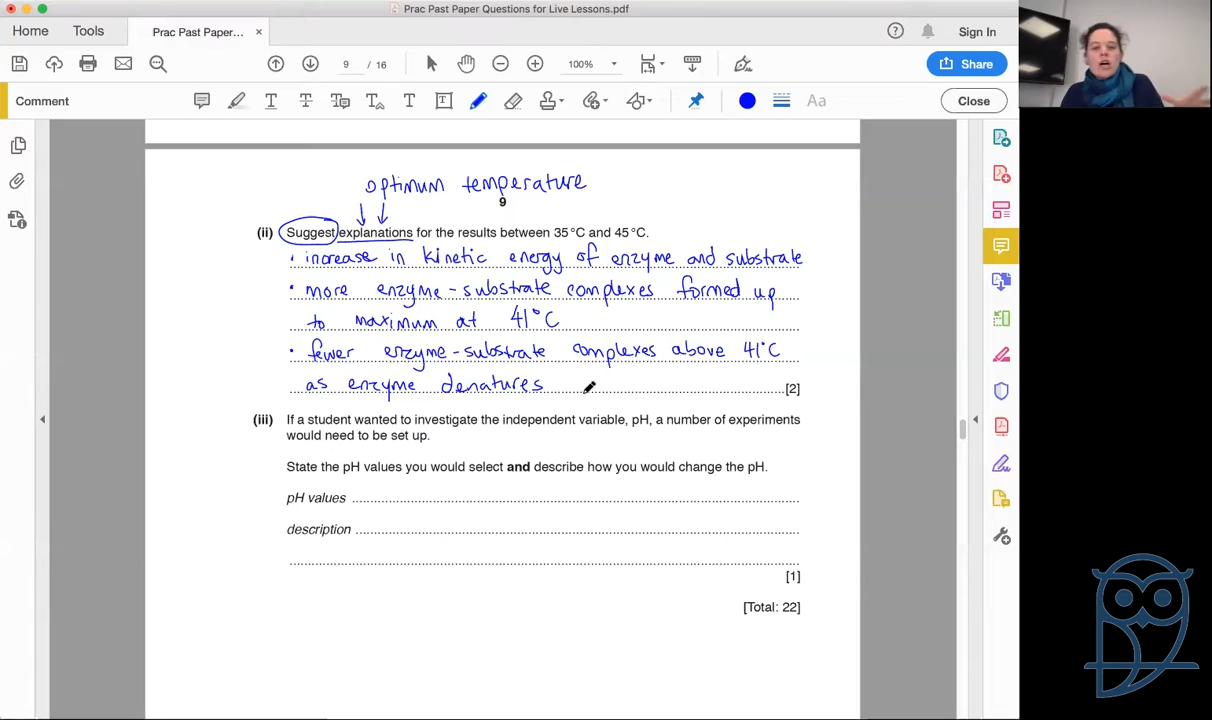 Prac Past Paper Questions for Live Lessons.pdf
Home Tools Prac Past Paper... × Sign In
9 / 16 100% Share
Comment Aa Close
optimum temperature
9
(ii) Suggest explanations for the results between 35 °C and 45 °C.
• increase in kinetic energy of enzyme and substrate
• more enzyme-substrate complexes formed up
to maximum at 41°C
• fewer enzyme-substrate complexes above 41°C
as enzyme denatures [2]
(iii) If a student wanted to investigate the independent variable, pH, a number of experiments
would need to be set up.
State the pH values you would select and describe how you would change the pH.
pH values
description
[1]
[Total: 22]